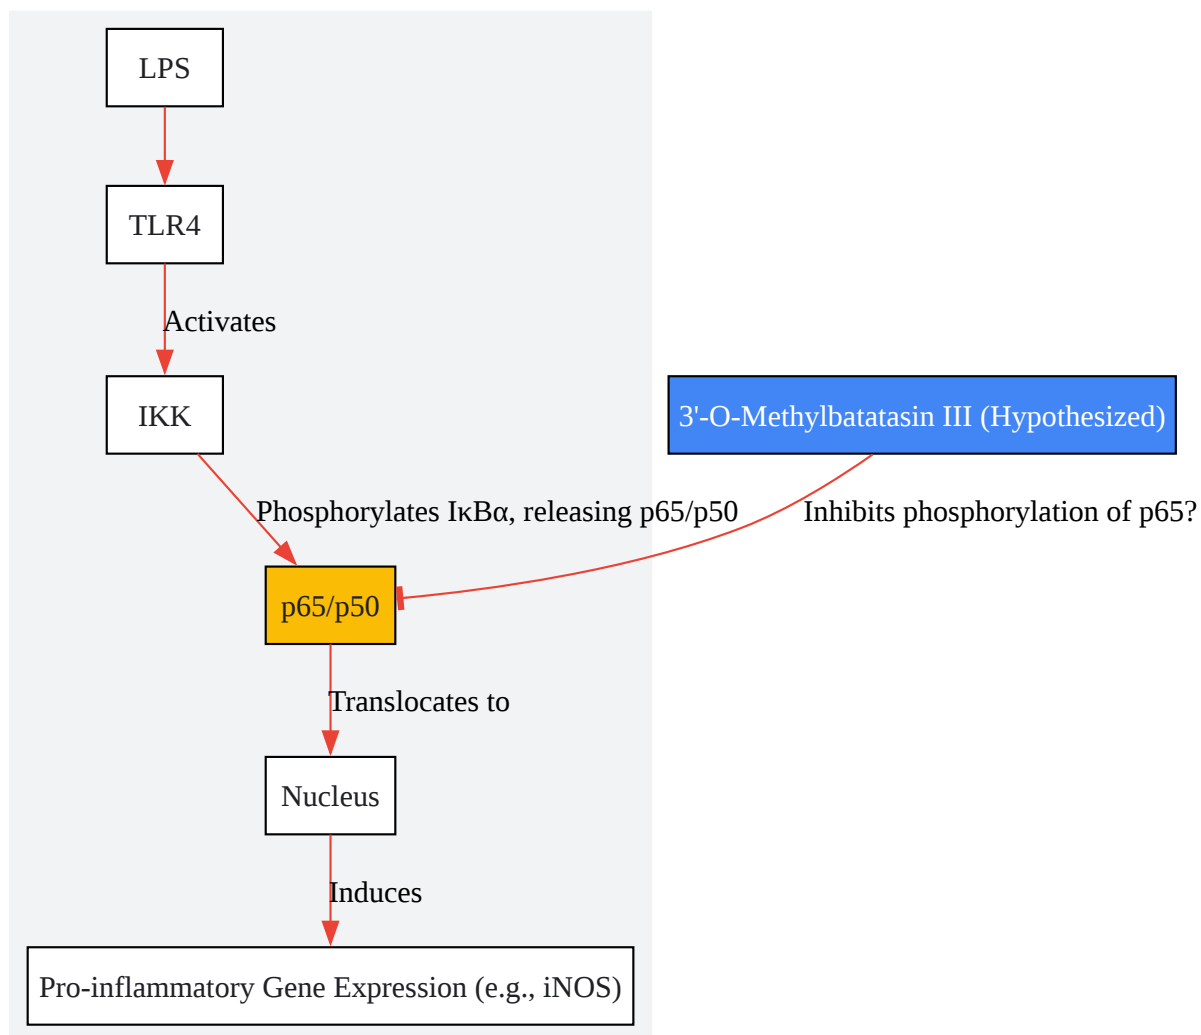 LPS
TLR4
Activates
IKK
3'-O-Methylbatatasin III (Hypothesized)
Phosphorylates IκBα, releasing p65/p50
Inhibits phosphorylation of p65?
p65/p50
Translocates to
Nucleus
Induces
Pro-inflammatory Gene Expression (e.g., iNOS)